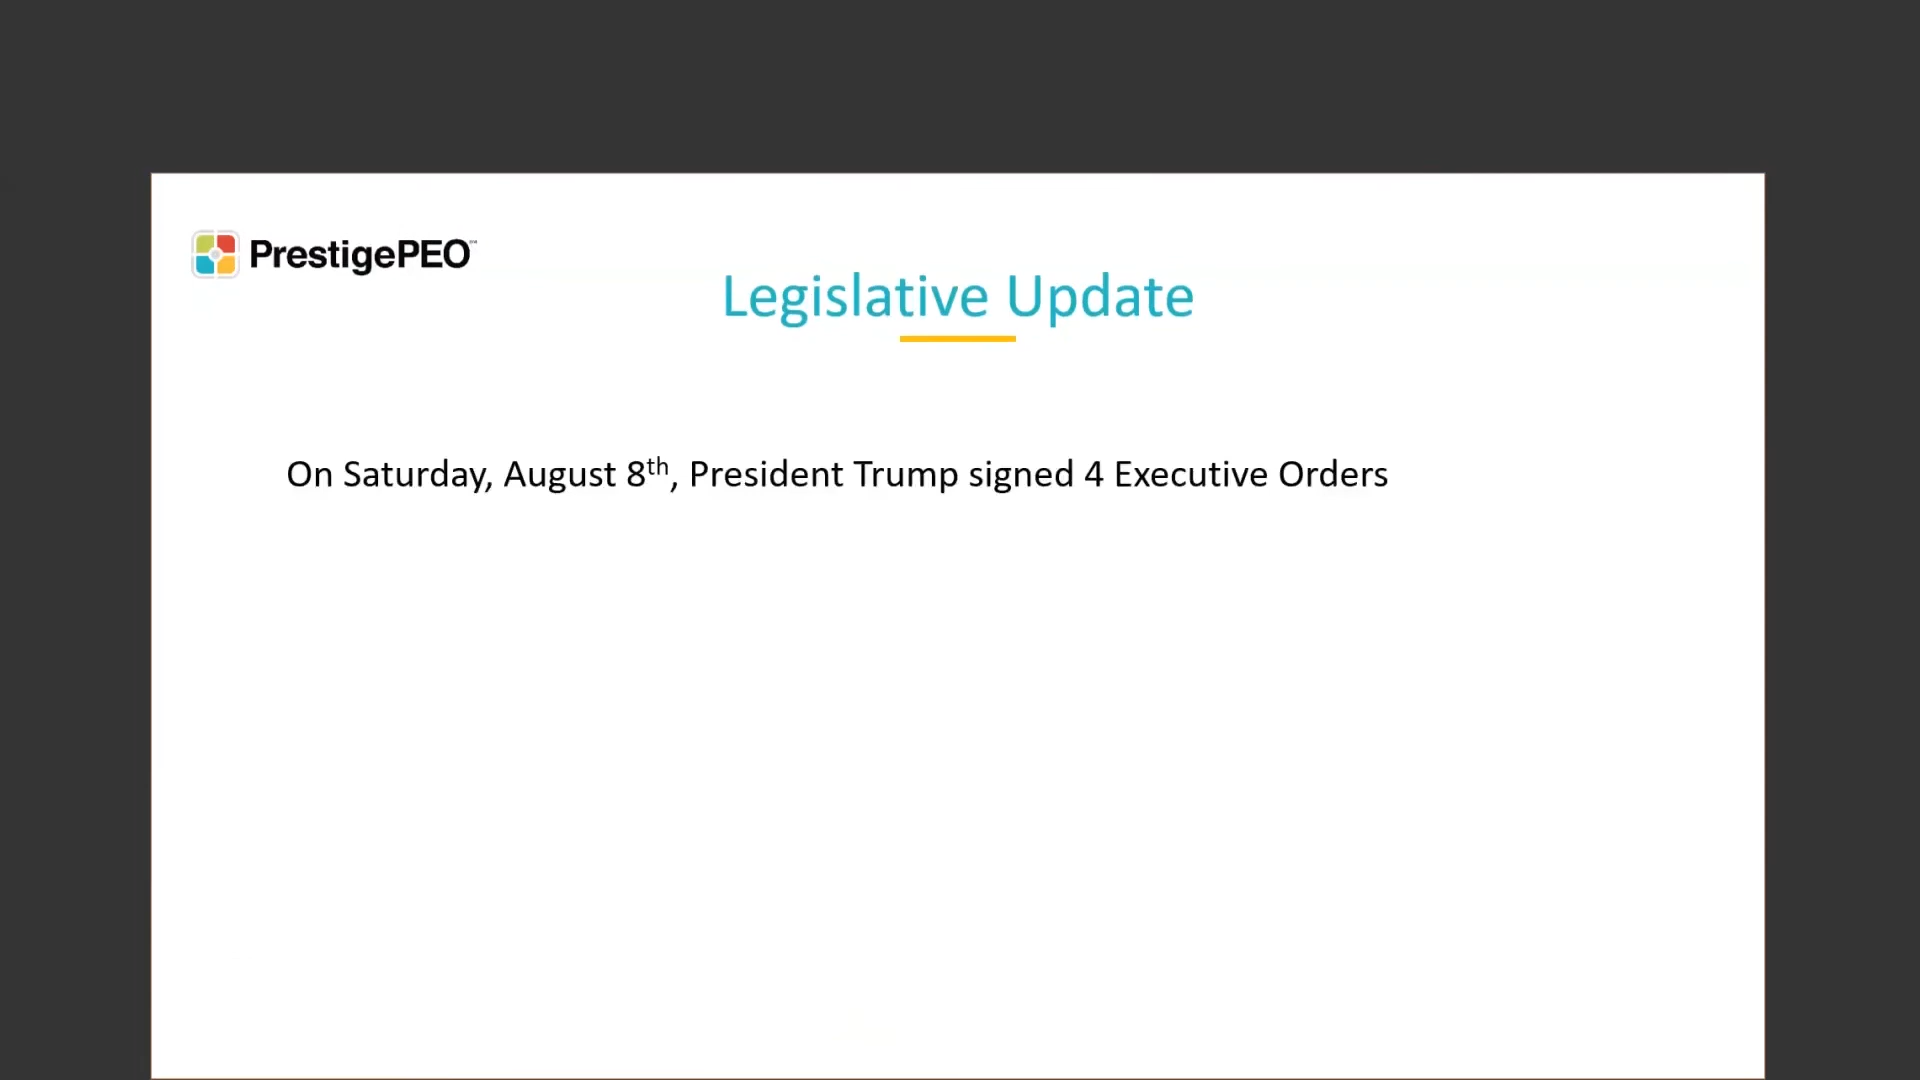 PrestigePEO
Legislative Update
On Saturday, August 8th, President Trump signed 4 Executive Orders